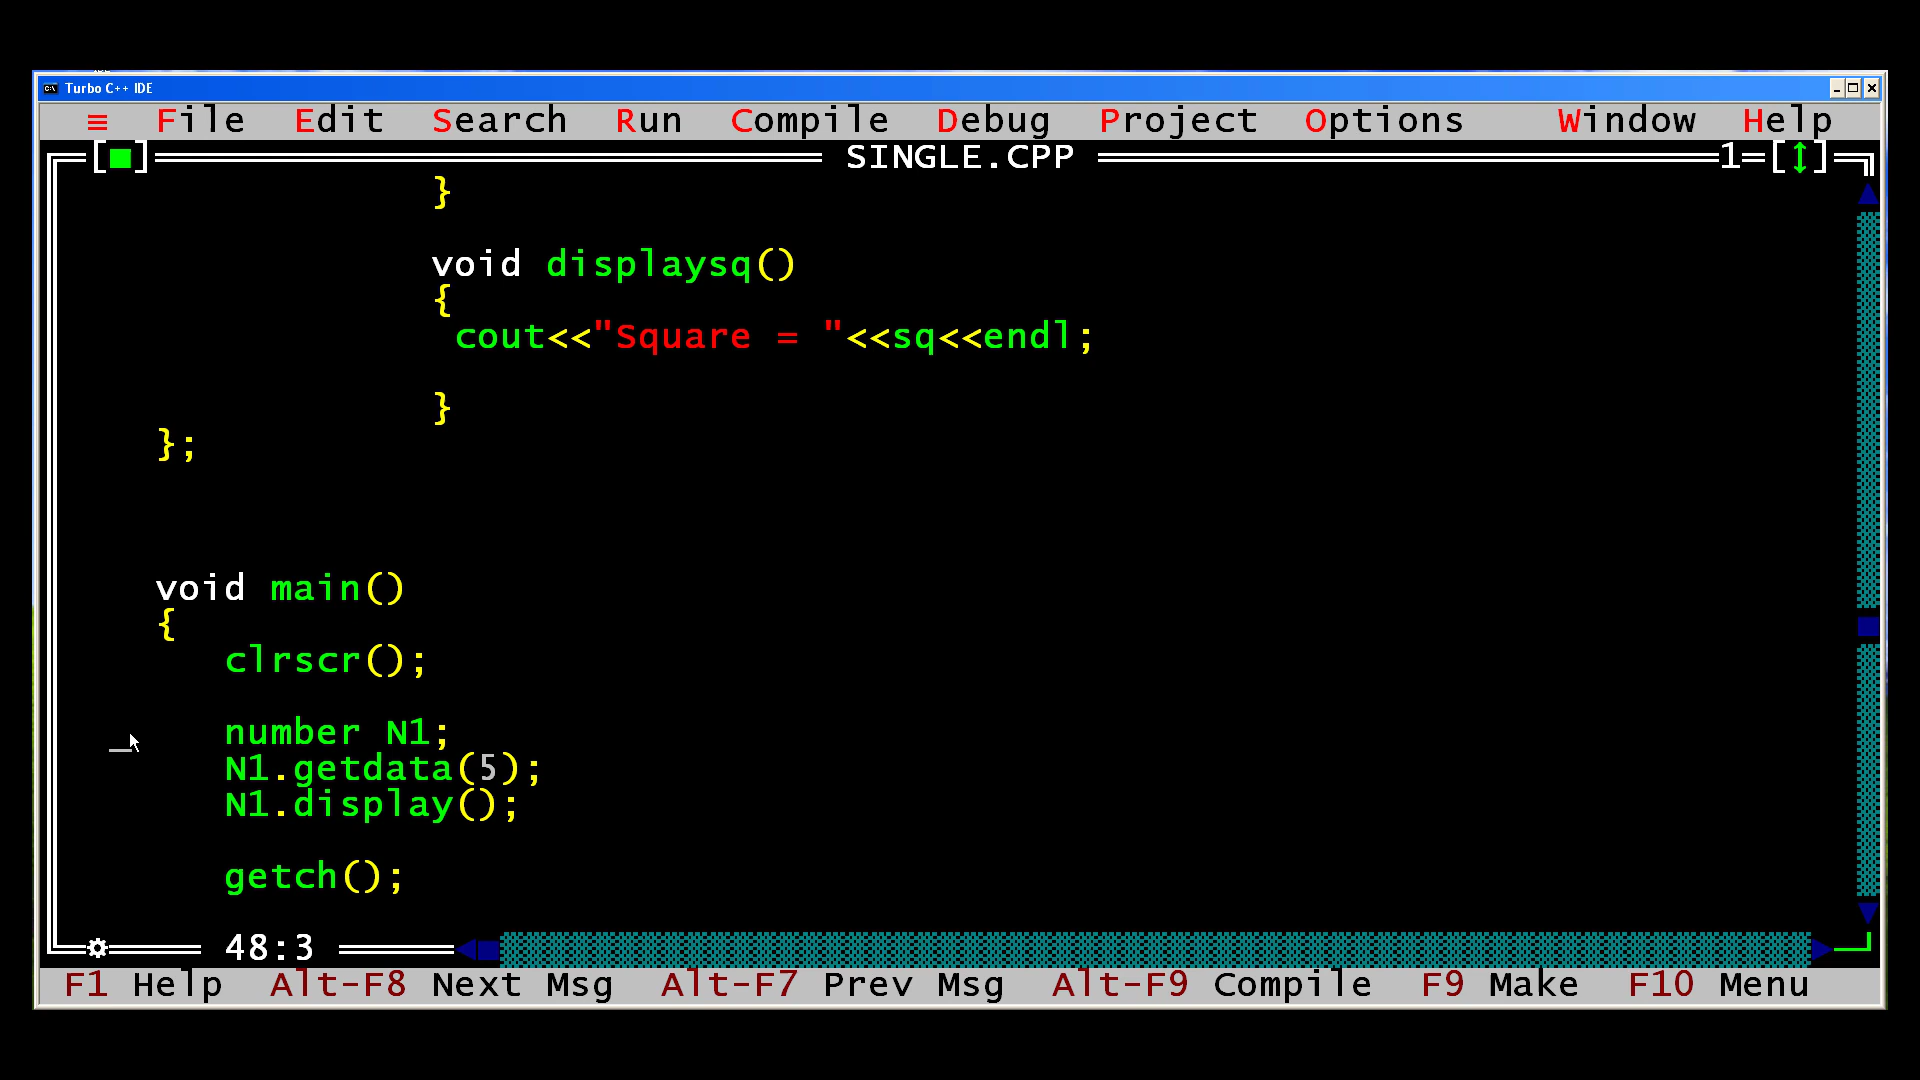 Turbo C++ IDE
≡ File Edit Search Run Compile Debug Project Options Window Help
[■] SINGLE.CPP 1=[↕]
}
void displaysq()
{
cout<<"Square = "<<sq<<endl;
}
};
void main()
{
clrscr();
number N1;
N1.getdata(5);
N1.display();
getch();
48:3
F1 Help Alt-F8 Next Msg Alt-F7 Prev Msg Alt-F9 Compile F9 Make F10 Menu